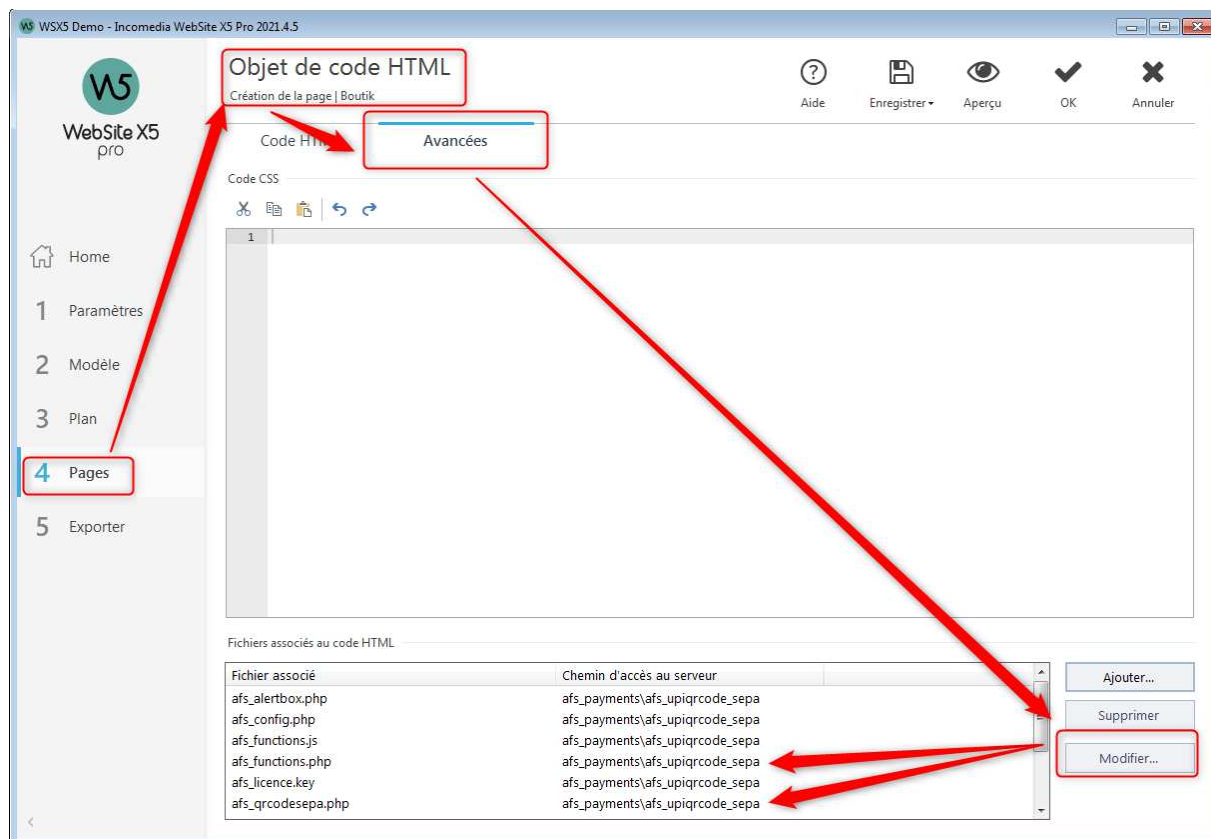 WSX5 Demo - Incomedia WebSite X5 Pro 2021.4.5
W5
WebSite X5
pro
Home
1 Paramètres
2 Modèle
3 Plan
4 Pages
5 Exporter
Objet de code HTML
Création de la page | Boutik
Aide
Enregistrer
Aperçu
OK
Annuler
Code HTML
Avancées
Code CSS
1
Fichiers associés au code HTML
Fichier associé Chemin d'accès au serveur
afs_alertbox.php afs_payments\afs_upiqrcode_sepa
afs_config.php afs_payments\afs_upiqrcode_sepa
afs_functions.js afs_payments\afs_upiqrcode_sepa
afs_functions.php afs_payments\afs_upiqrcode_sepa
afs_licence.key afs_payments\afs_upiqrcode_sepa
afs_qrcodesepa.php afs_payments\afs_upiqrcode_sepa
Ajouter...
Supprimer
Modifier...